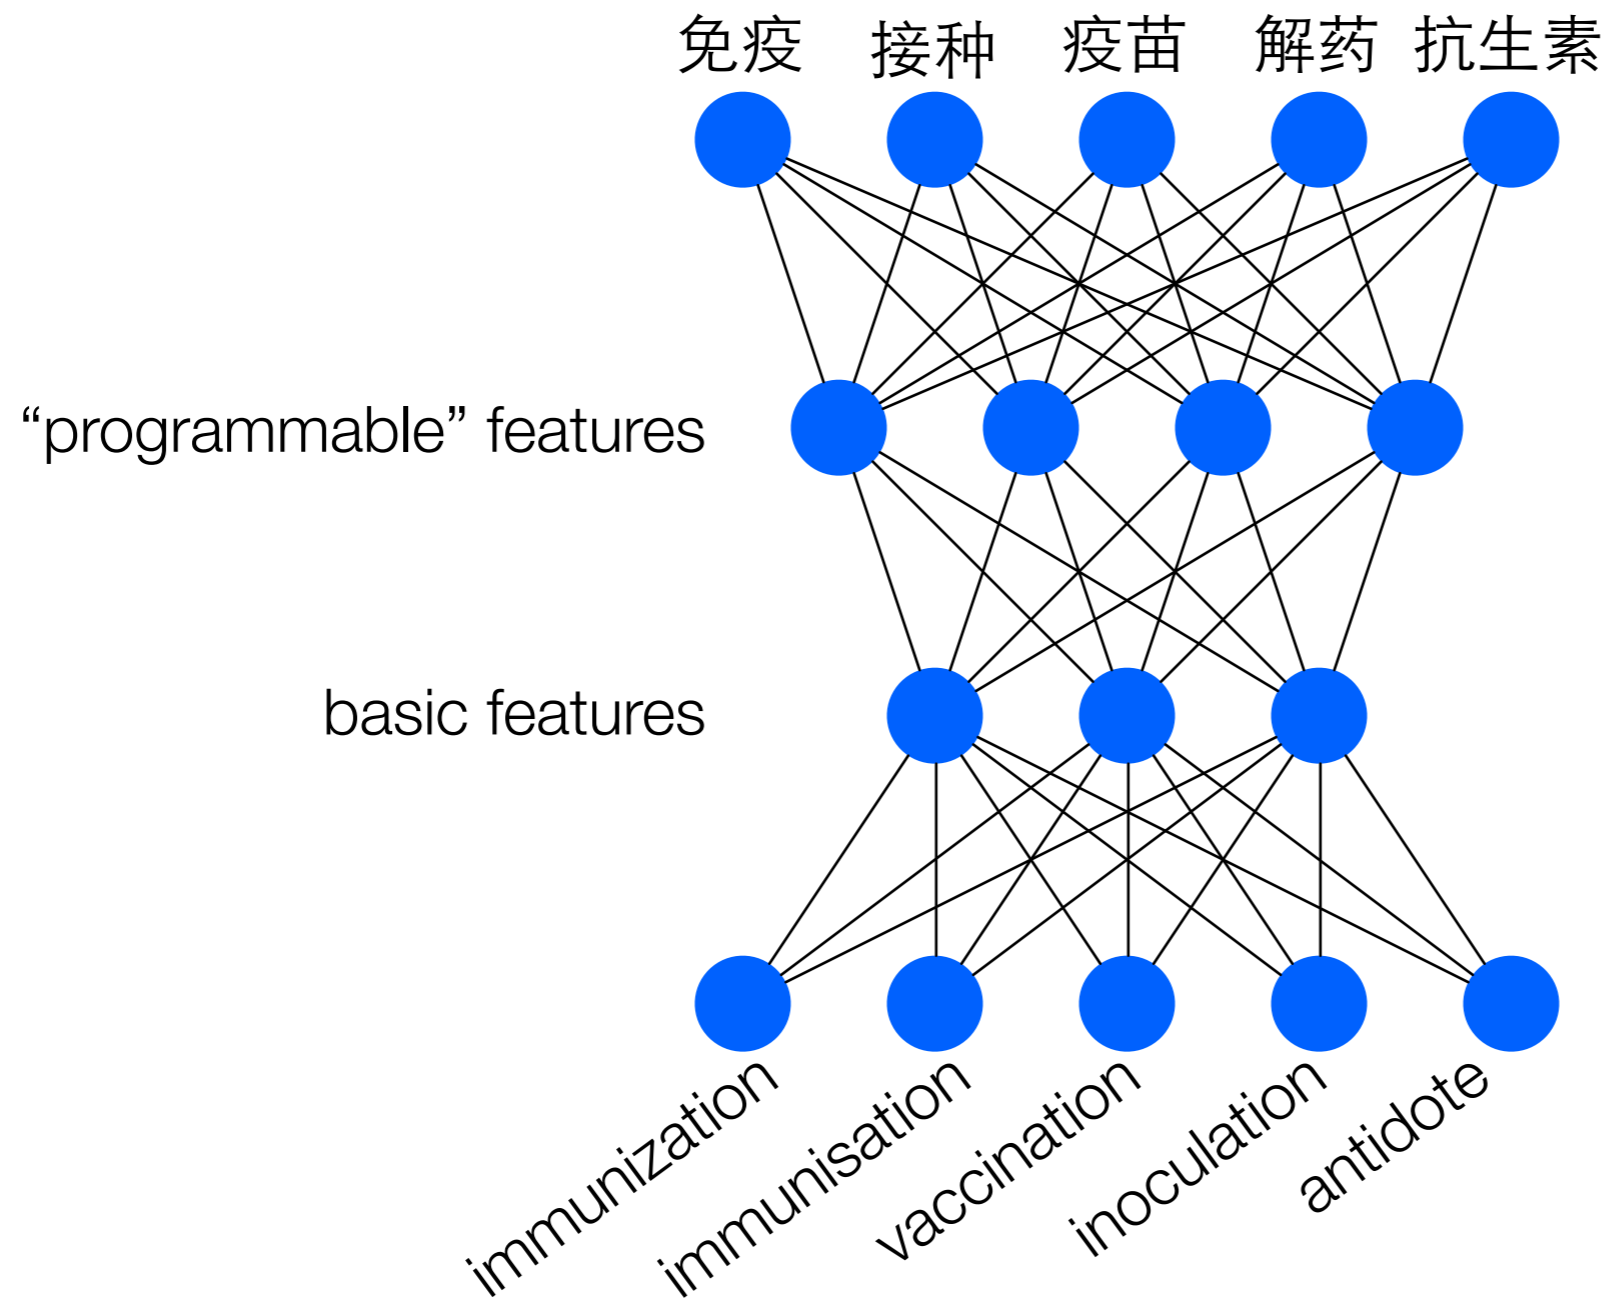 免疫 接种 疫苗 解药 抗生素
“programmable” features
basic features
immunization
immunisation
vaccination
inoculation
antidote